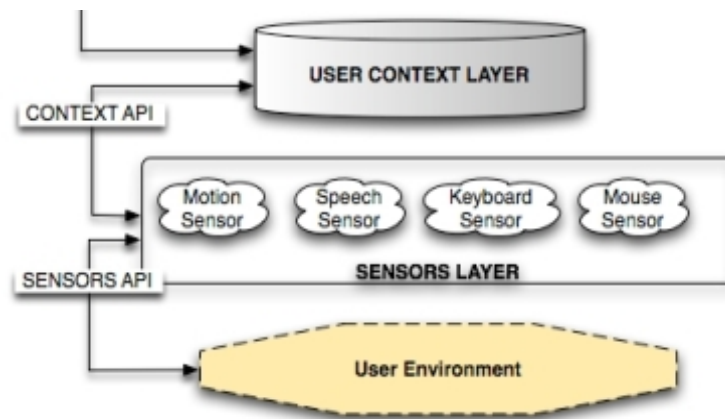 USER CONTEXT LAYER
CONTEXT API
Motion
Sensor
Speech
Sensor
Keyboard
Sensor
Mouse
Sensor
SENSORS LAYER
SENSORS API
User Environment